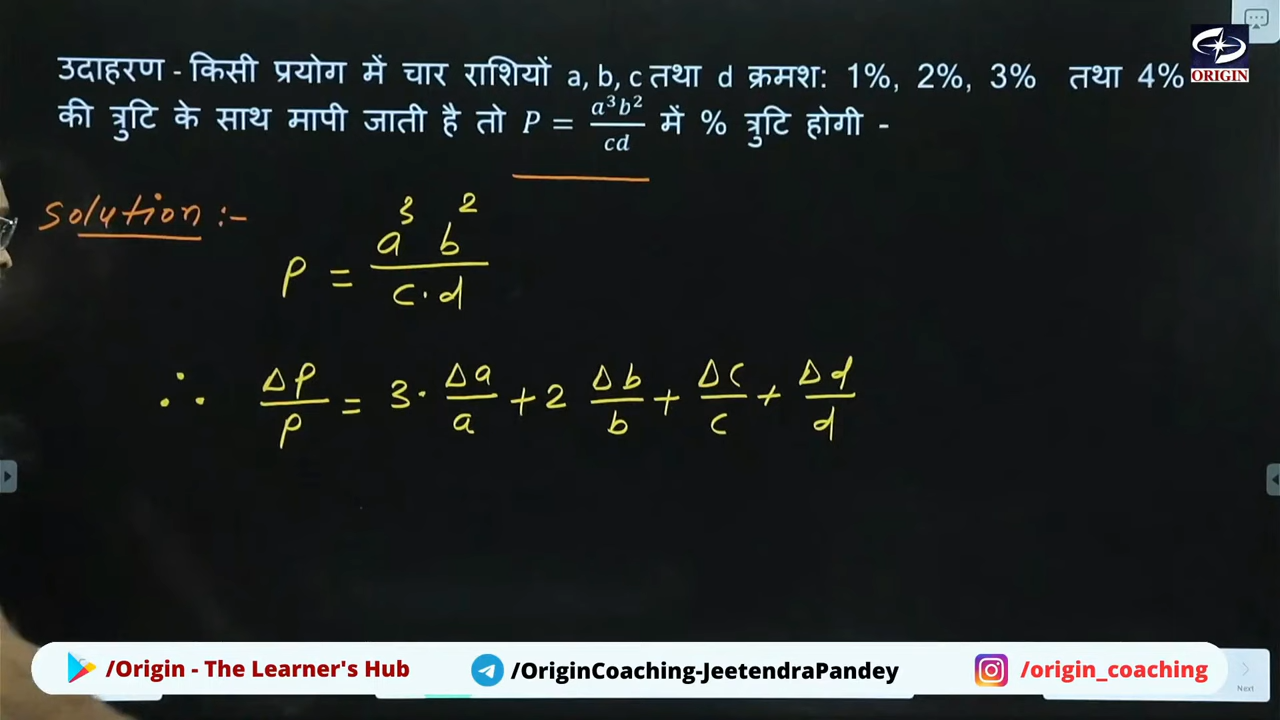 ORIGIN
उदाहरण - किसी प्रयोग में चार राशियों a, b, c तथा d क्रमश: 1%, 2%, 3% तथा 4%
की त्रुटि के साथ मापी जाती है तो P = a³b²/cd में % त्रुटि होगी -
Solution :-
P = a³ b² / c · d
∴ ΔP/P = 3 · Δa/a + 2 Δb/b + Δc/c + Δd/d
/Origin - The Learner's Hub /OriginCoaching-JeetendraPandey /origin_coaching
Next